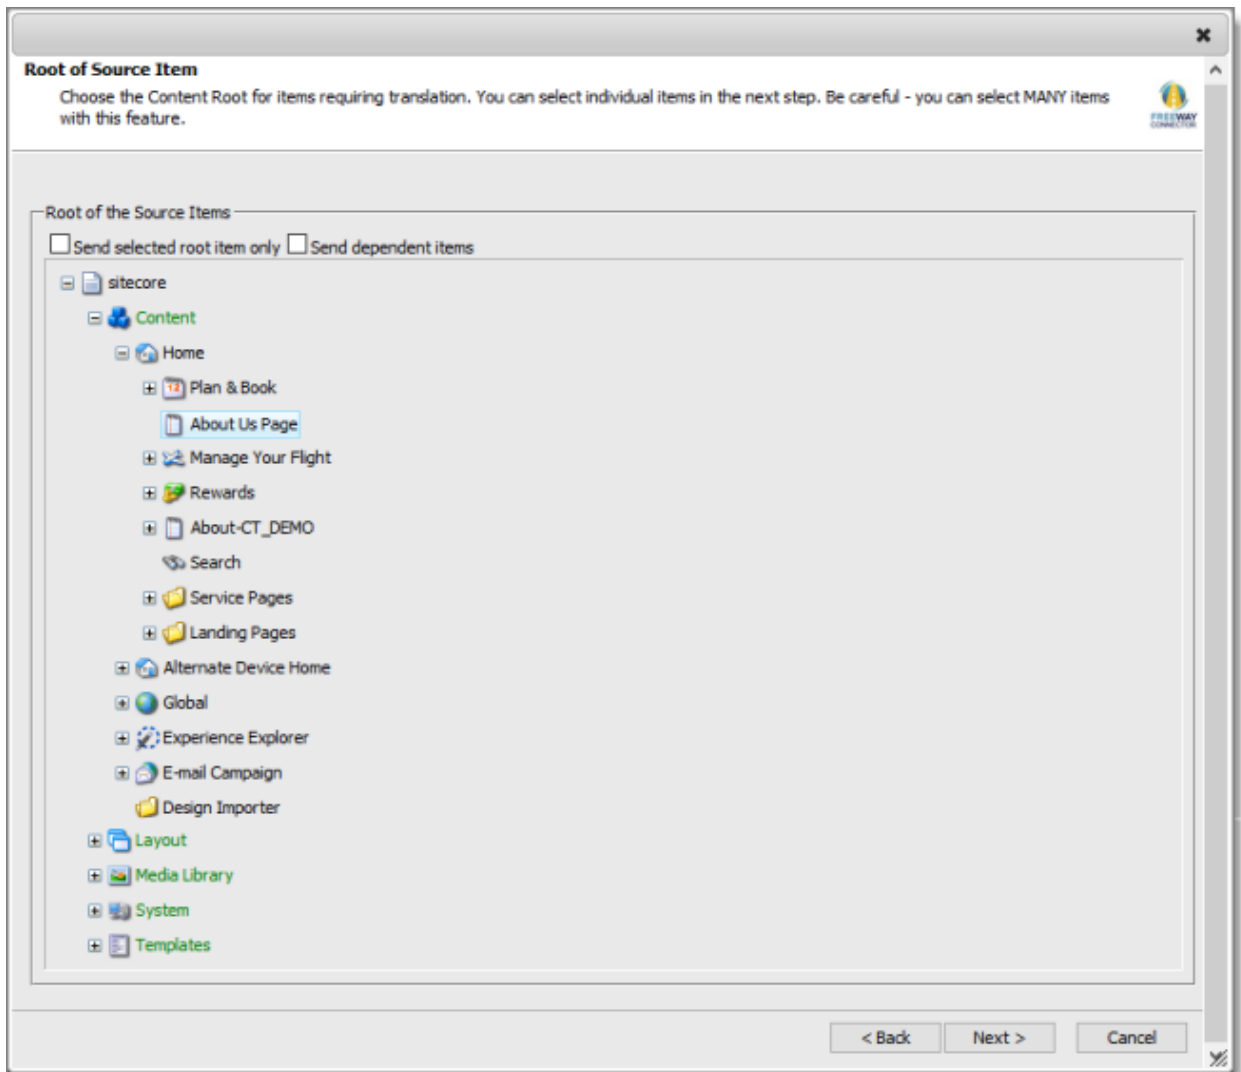 Root of Source Item
Choose the Content Root for items requiring translation. You can select individual items in the next step. Be careful - you can select MANY items
with this feature.
FREEWAY
CONNECTOR
Root of the Source Items
Send selected root item only Send dependent items
sitecore
Content
Home
12
Plan & Book
About Us Page
Manage Your Flight
Rewards
About-CT_DEMO
Search
Service Pages
Landing Pages
Alternate Device Home
Global
Experience Explorer
E-mail Campaign
Design Importer
Layout
Media Library
System
Templates
< Back Next > Cancel